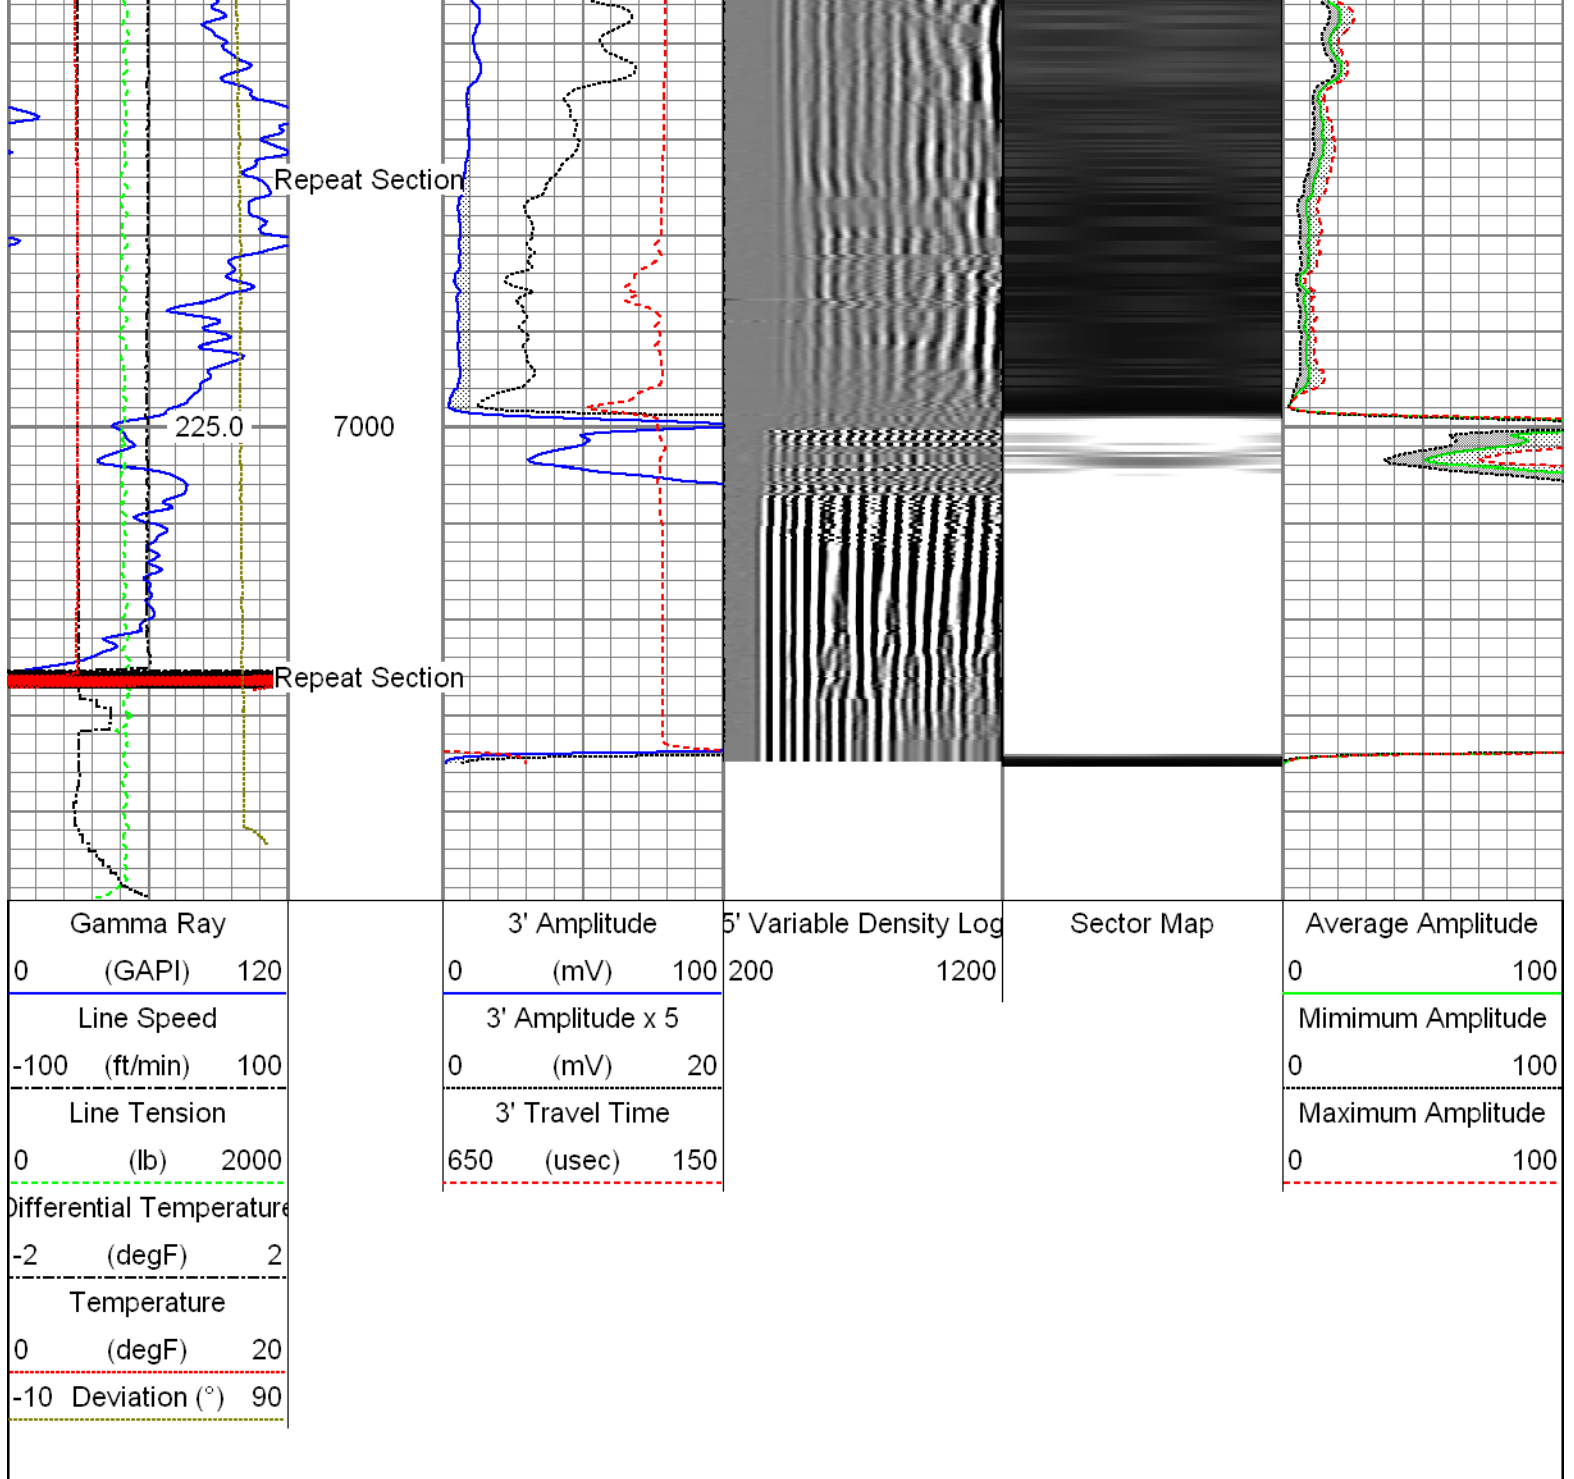 Repeat Section
225.0 7000
Repeat Section
Gamma Ray
0 (GAPI) 120
Line Speed
-100 (ft/min) 100
Line Tension
0 (lb) 2000
Differential Temperature
-2 (degF) 2
Temperature
0 (degF) 20
-10 Deviation (°) 90
3' Amplitude
0 (mV) 100
3' Amplitude x 5
0 (mV) 20
3' Travel Time
650 (usec) 150
5' Variable Density Log
200 1200
Sector Map
Average Amplitude
0 100
Mimimum Amplitude
0 100
Maximum Amplitude
0 100